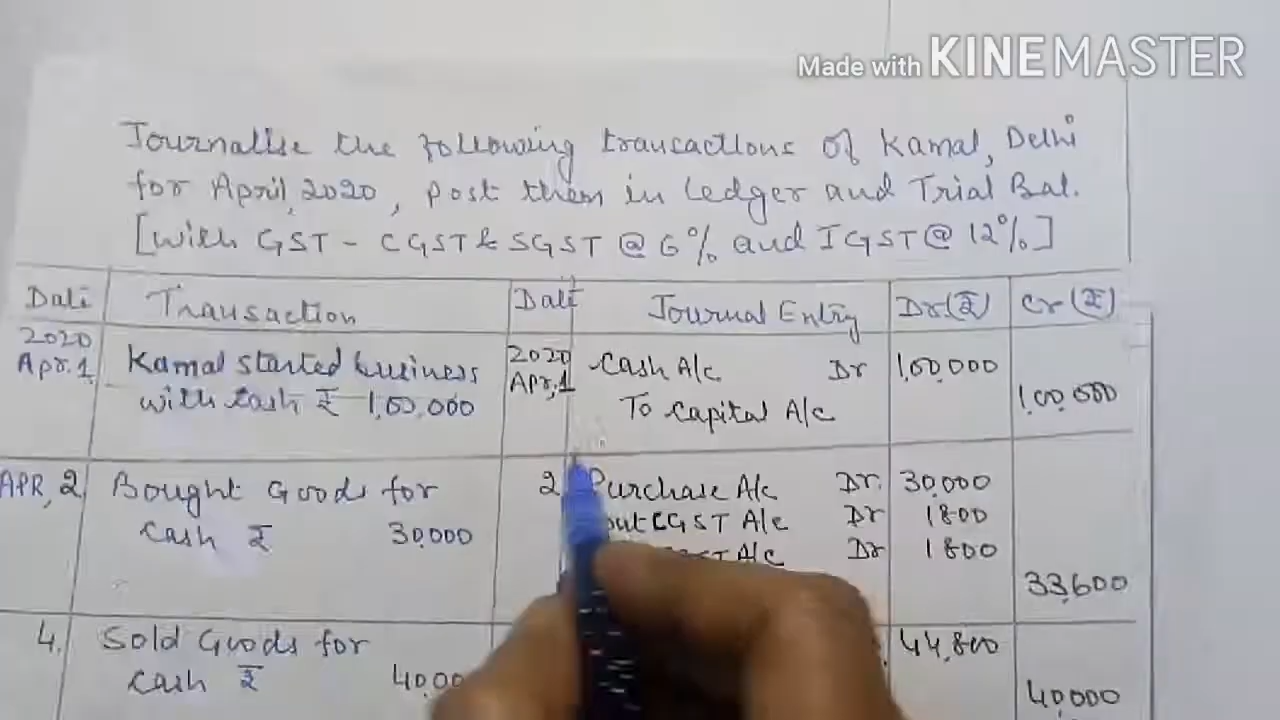 Made with KINEMASTER
Journalise the following transactions of Kamal, Delhi
for April, 2020, post them in Ledger and Trial Bal.
[with GST - CGST & SGST @ 6% and IGST @ 12%]
Date Transaction Date Journal Entry Dr (₹) Cr (₹)
2020 2020
Apr. 1 Kamal started business Apr, 1 Cash A/c Dr 1,00,000
with cash ₹ 1,00,000 To Capital A/c 1,00,000
APR, 2 Bought Goods for 2 Purchase A/c Dr. 30,000
cash ₹ 30,000 CGST A/c Dr 1800
A/c Dr 1800
33,600
4. Sold Goods for 44,800
cash ₹ 40,000